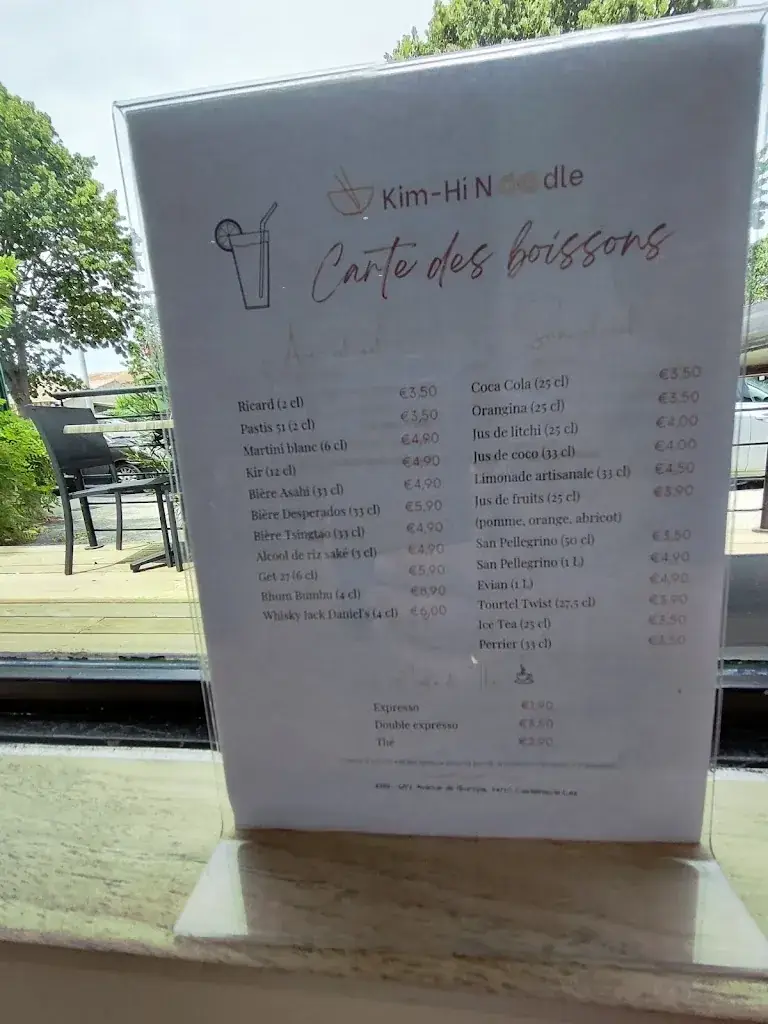 Kim-Hi Noodle
Carte des boissons
Ricard (2 cl) €3,50
Pastis 51 (2 cl) €3,50
Martini blanc (6 cl) €4,90
Kir (12 cl) €4,90
Bière Asahi (33 cl) €4,90
Bière Desperados (33 cl) €5,90
Bière Tsingtao (33 cl) €4,90
Alcool de riz saké (3 cl) €4,90
Get 27 (6 cl) €5,90
Rhum Bumbu (4 cl) €8,90
Whisky Jack Daniel's (4 cl) €6,00
Coca Cola (25 cl) €3,50
Orangina (25 cl) €3,50
Jus de litchi (25 cl) €4,00
Jus de coco (33 cl) €4,00
Limonade artisanale (33 cl) €4,50
Jus de fruits (25 cl) €3,90
(pomme, orange, abricot)
San Pellegrino (50 cl) €3,50
San Pellegrino (1 L) €4,90
Evian (1 L) €4,90
Tourtel Twist (27,5 cl) €3,90
Ice Tea (25 cl) €3,50
Perrier (33 cl) €3,50
Expresso €1,90
Double expresso €3,50
Thé €3,90